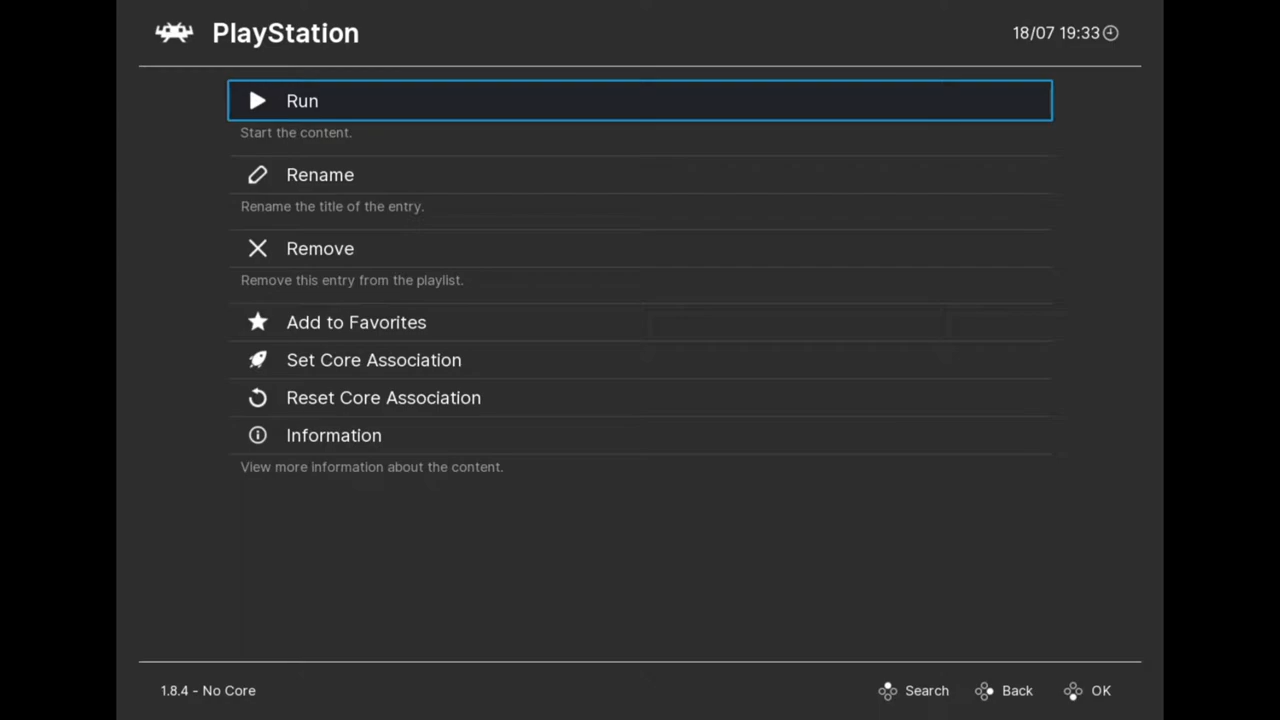 PlayStation
18/07 19:33
Run
Start the content.
Rename
Rename the title of the entry.
Remove
Remove this entry from the playlist.
Add to Favorites
Set Core Association
Reset Core Association
Information
View more information about the content.
1.8.4 - No Core
Search
Back
OK